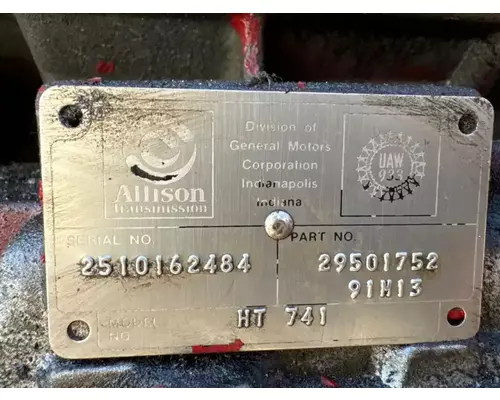 Allison
Transmission
Division of
General Motors
Corporation
Indianapolis
Indiana
UAW
933
SERIAL NO.
2510162484
PART NO.
29501752
91H13
MODEL
NO.
HT 741